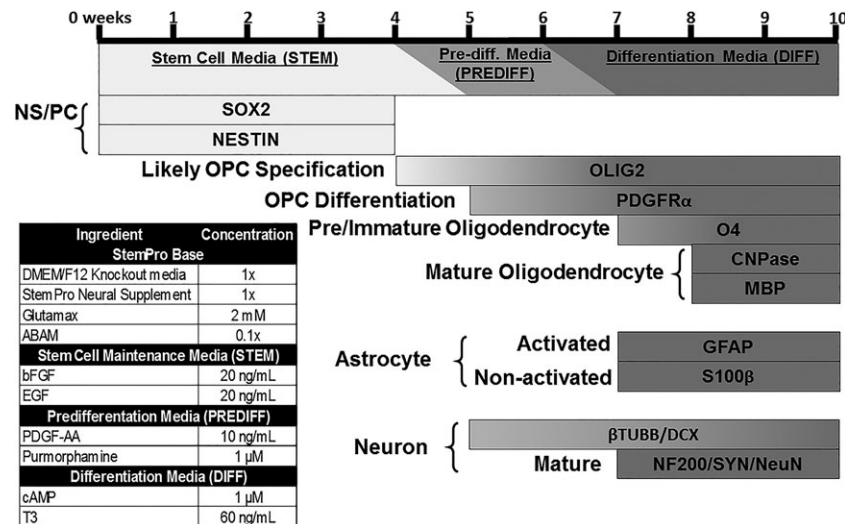 0 weeks 1 2 3 4 5 6 7 8 9 10
Stem Cell Media (STEM)
Pre-diff. Media
(PREDIFF)
Differentiation Media (DIFF)
NS/PC
SOX2
NESTIN
Likely OPC Specification
OLIG2
OPC Differentiation
PDGFRα
Pre/Immature Oligodendrocyte
O4
Mature Oligodendrocyte
CNPase
MBP
Astrocyte
Activated
GFAP
Non-activated
S100β
Neuron
βTUBB/DCX
Mature
NF200/SYN/NeuN
Ingredient Concentration
StemPro Base
DMEM/F12 Knockout media 1x
StemPro Neural Supplement 1x
Glutamax 2 mM
ABAM 0.1x
Stem Cell Maintenance Media (STEM)
bFGF 20 ng/mL
EGF 20 ng/mL
Predifferentation Media (PREDIFF)
PDGF-AA 10 ng/mL
Purmorphamine 1 µM
Differentiation Media (DIFF)
cAMP 1 µM
T3 60 ng/mL